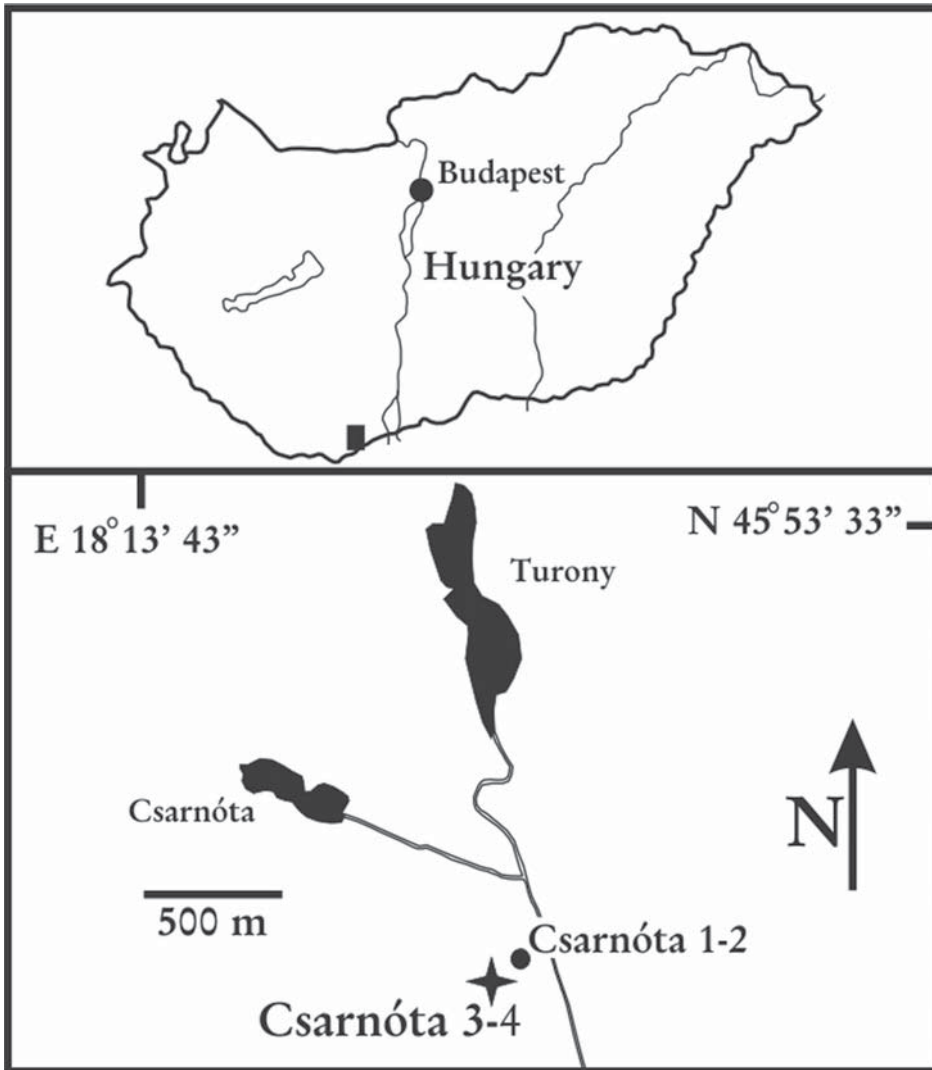 Budapest
Hungary
E 18°13’ 43”
N 45°53’ 33”
Turony
Csarnóta
N
500 m
Csarnóta 1-2
Csarnóta 3-4